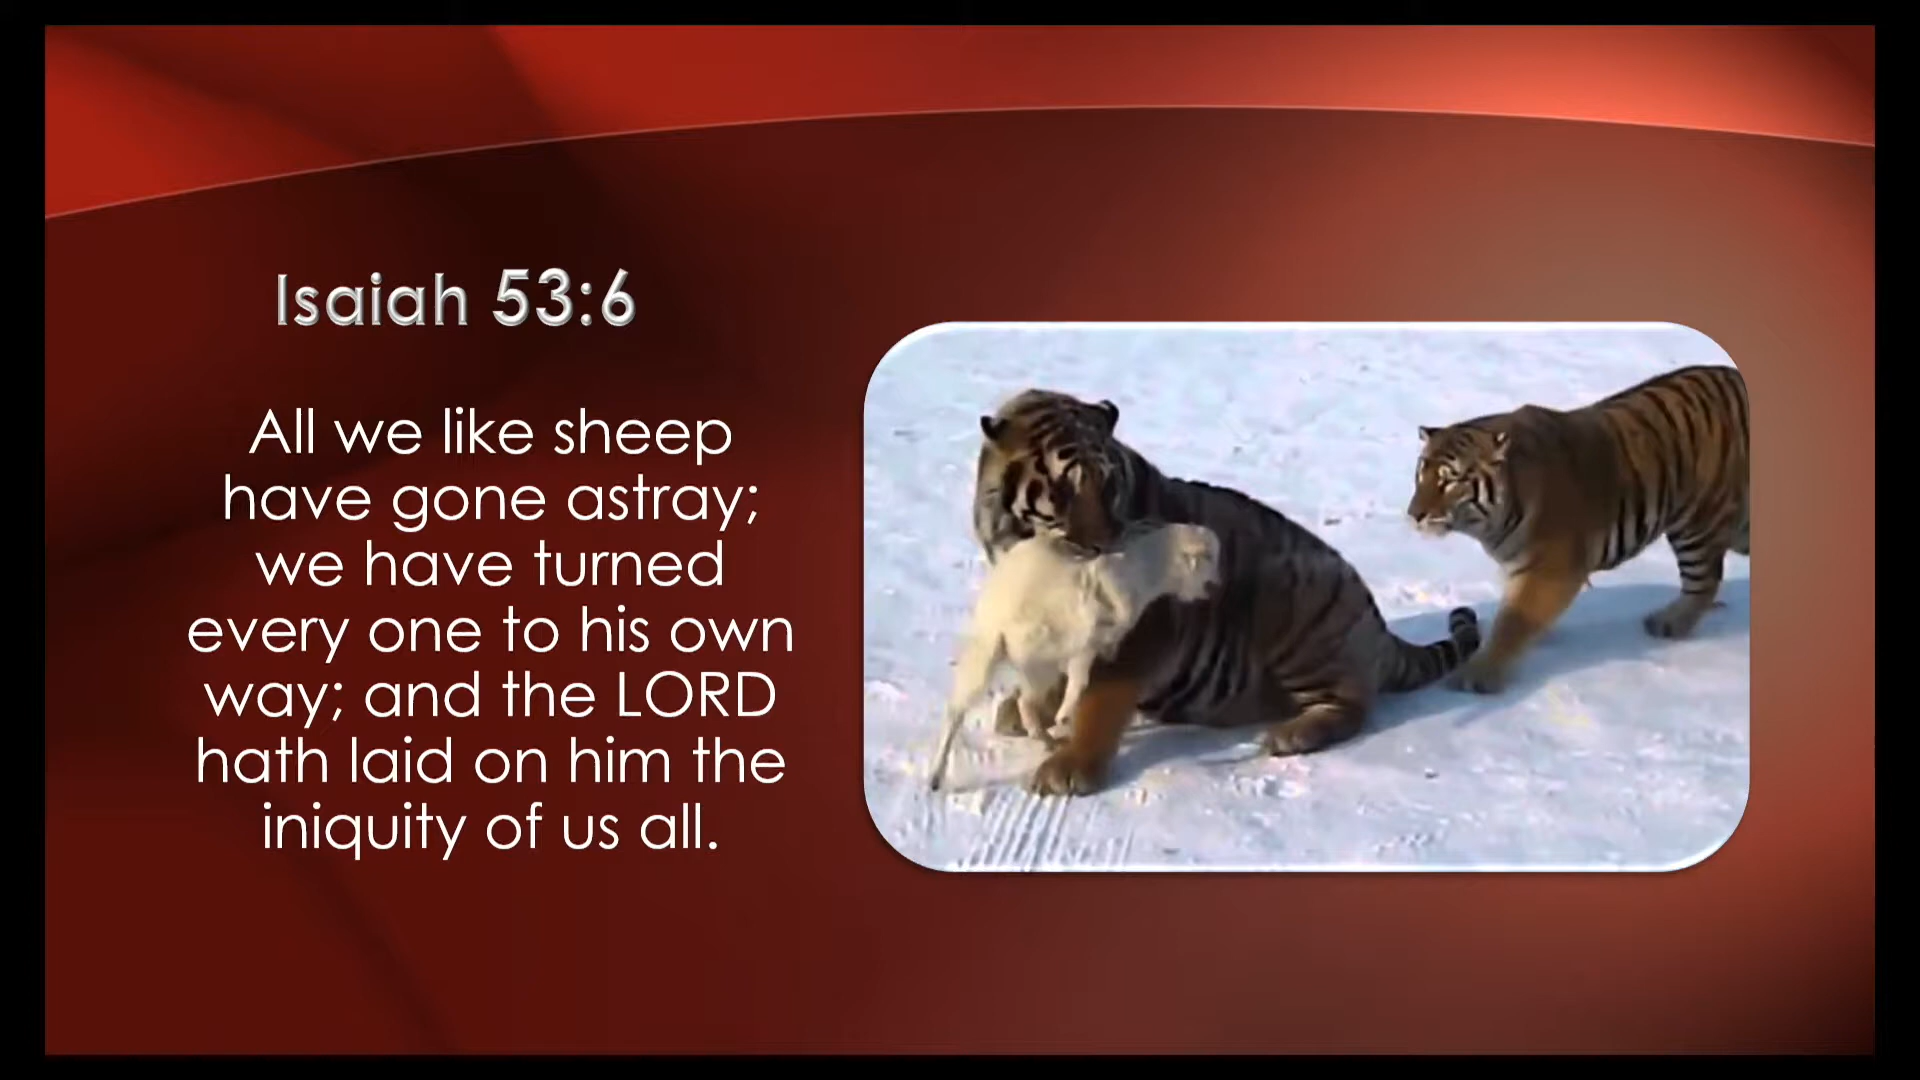 Isaiah 53:6
All we like sheep
have gone astray;
we have turned
every one to his own
way; and the LORD
hath laid on him the
iniquity of us all.